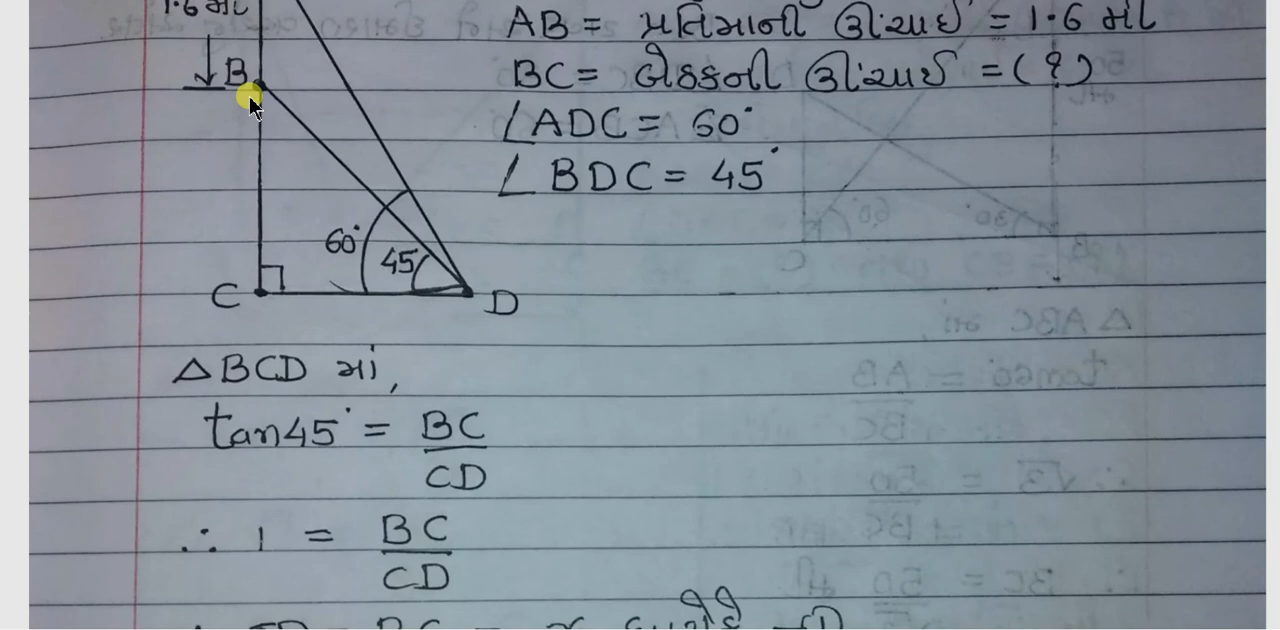 1.6 મી
AB = પ્રતિમાની ઊંચાઈ = 1.6 મી
B
BC = બેઠકની ઊંચાઈ = (?)
∠ADC = 60°
∠BDC = 45°
60°
45
C
D
△BCD માં,
tan45° = BC
CD
∴ 1 = BC
CD